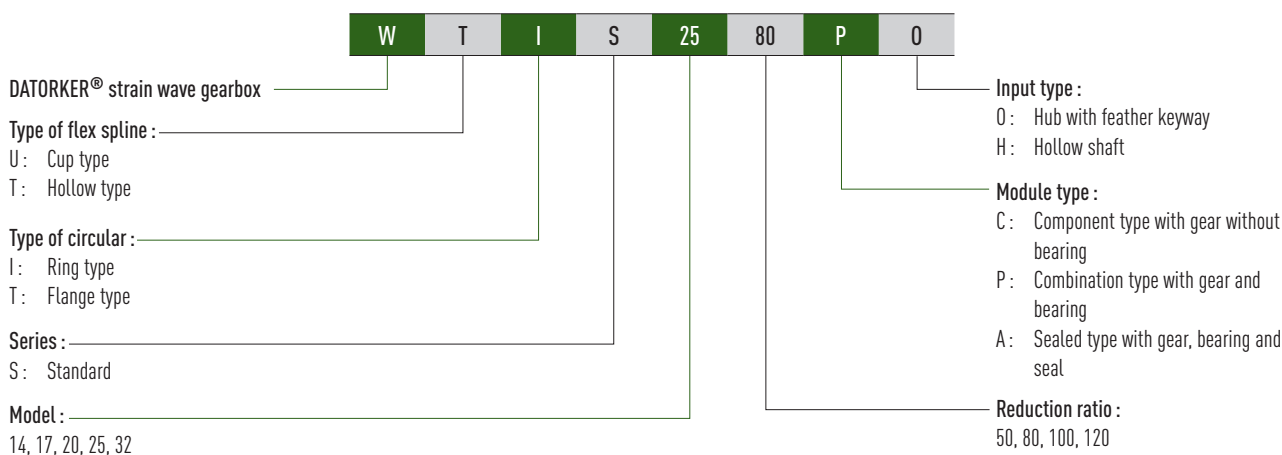 W T I S 25 80 P O
DATORKER® strain wave gearbox
Type of flex spline :
U : Cup type
T : Hollow type
Type of circular :
I : Ring type
T : Flange type
Series :
S : Standard
Model :
14, 17, 20, 25, 32
Input type :
O : Hub with feather keyway
H : Hollow shaft
Module type :
C : Component type with gear without
bearing
P : Combination type with gear and
bearing
A : Sealed type with gear, bearing and
seal
Reduction ratio :
50, 80, 100, 120